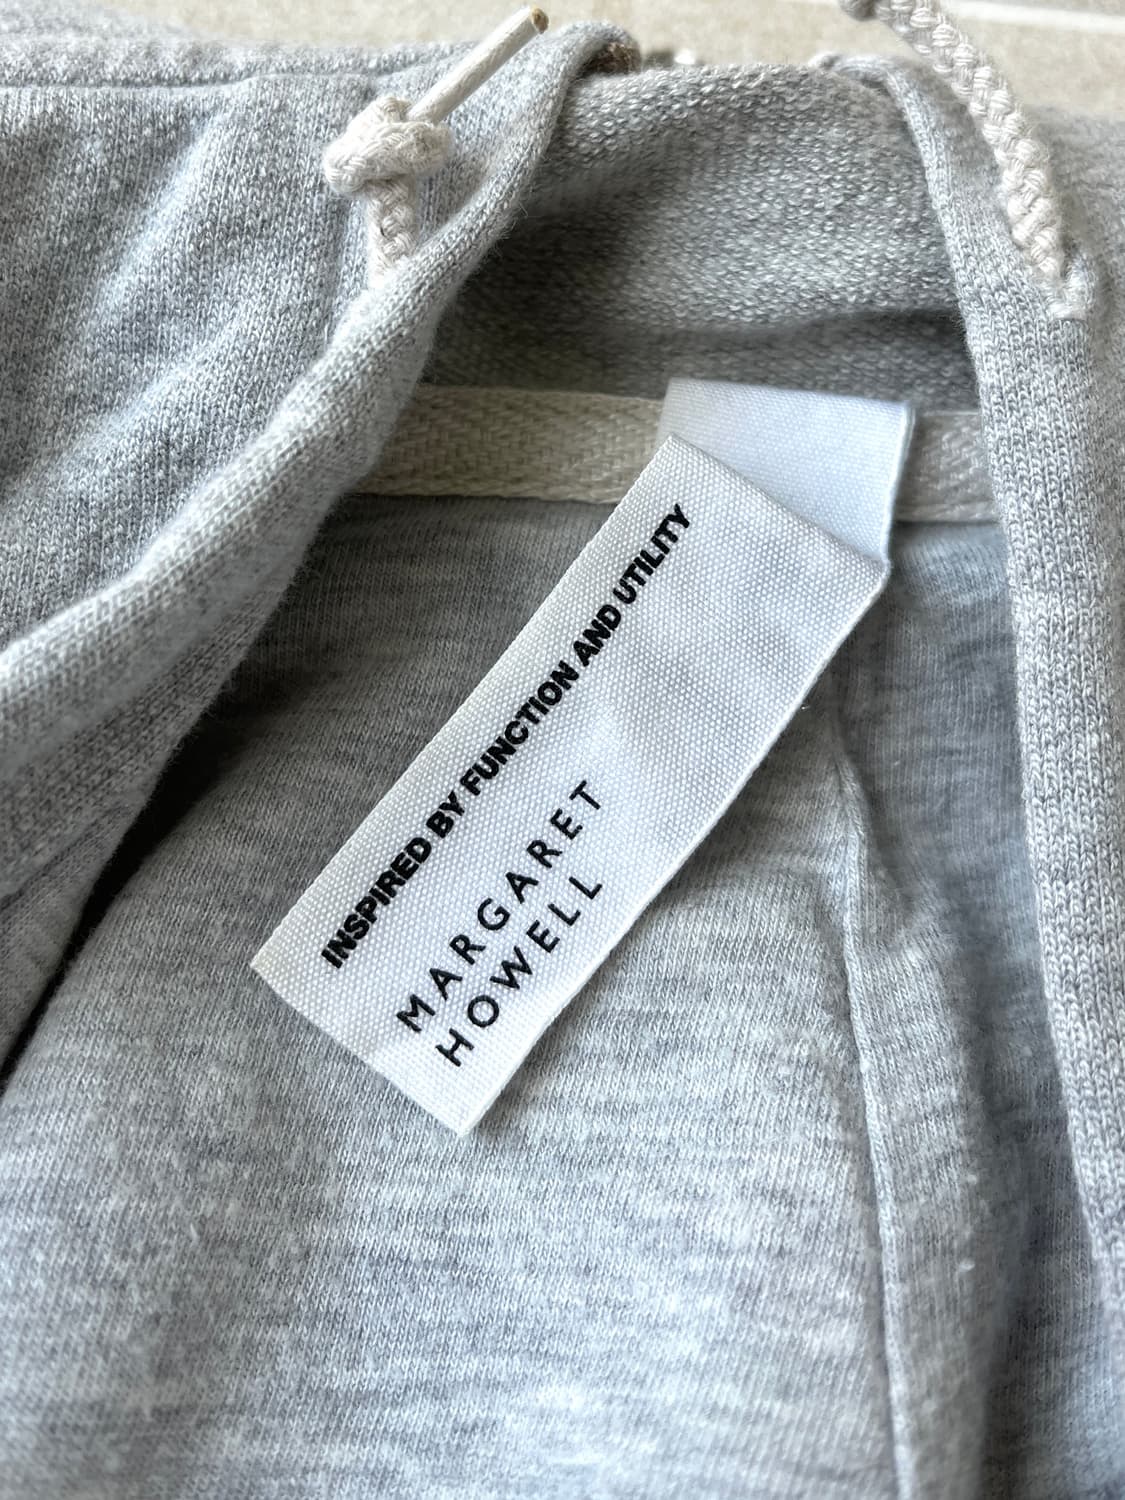 INSPIRED BY FUNCTION AND UTILITY
MARGARET
HOWELL